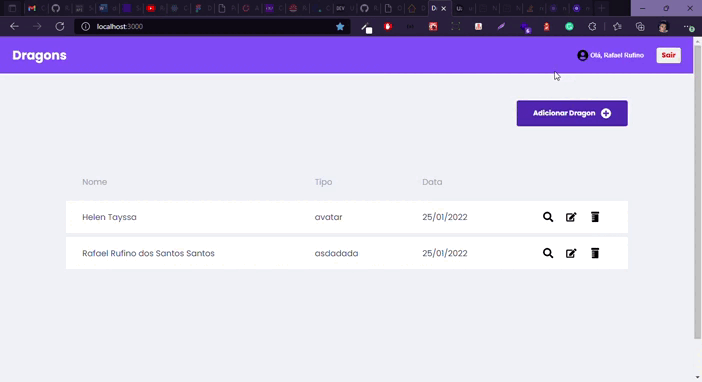 localhost:3000
Dragons
Olá, Rafael Rufino
Sair
Adicionar Dragon
Nome Tipo Data
Helen Tayssa avatar 25/01/2022
Rafael Rufino dos Santos Santos asdadada 25/01/2022